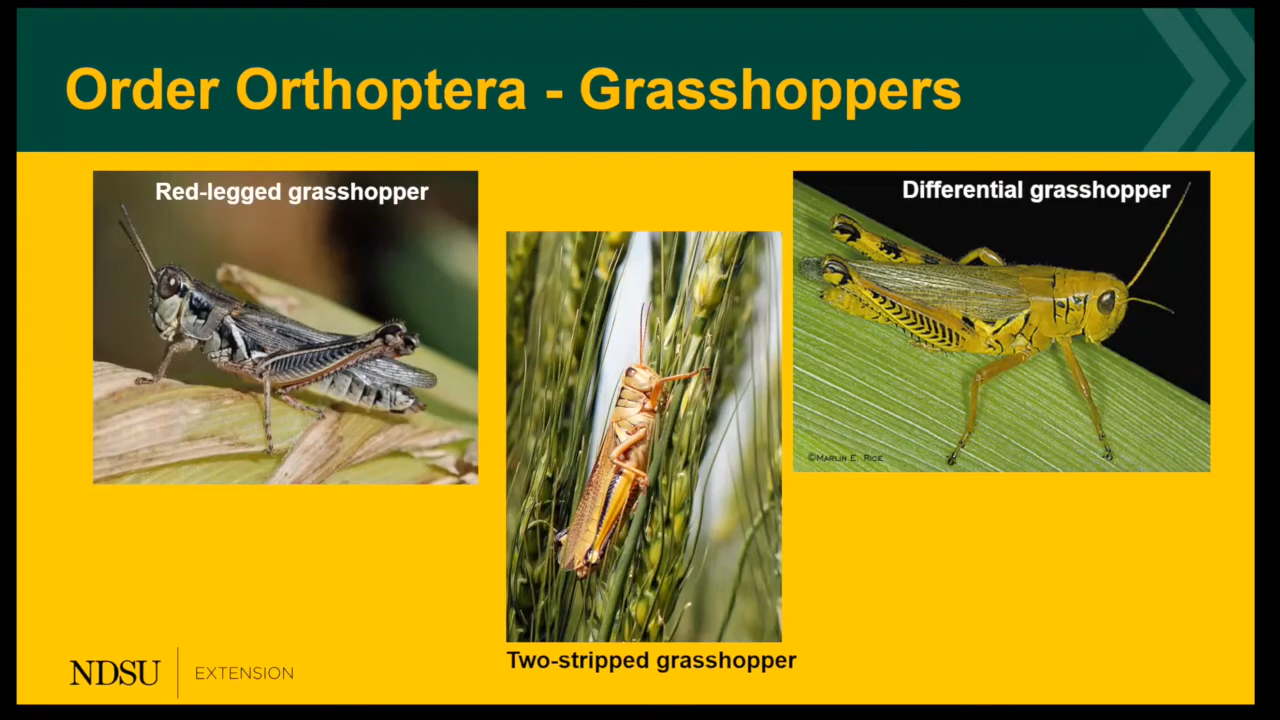 Order Orthoptera - Grasshoppers
Red-legged grasshopper
Differential grasshopper
©Marlin E. Rice
Two-stripped grasshopper
NDSU EXTENSION